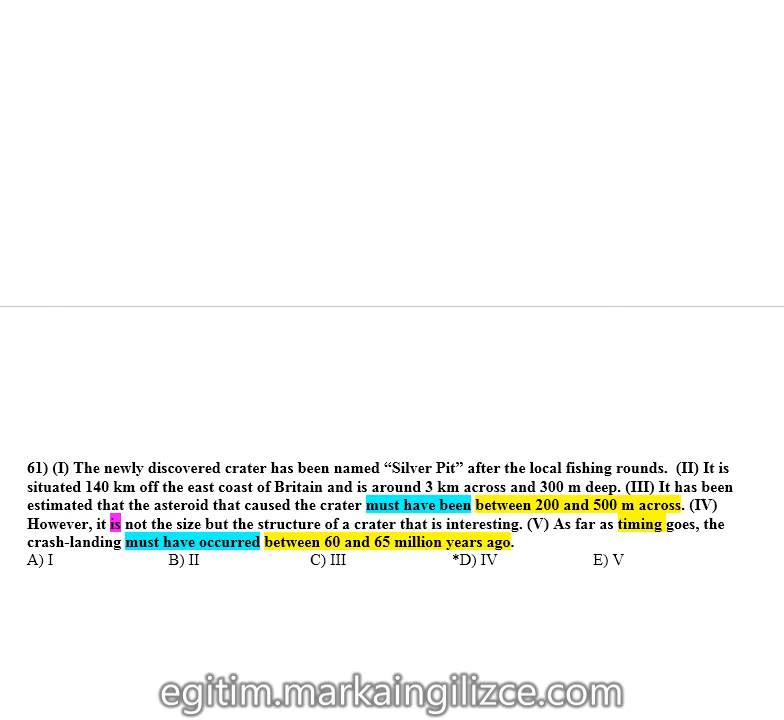 61) (I) The newly discovered crater has been named “Silver Pit” after the local fishing rounds. (II) It is
situated 140 km off the east coast of Britain and is around 3 km across and 300 m deep. (III) It has been
estimated that the asteroid that caused the crater must have been between 200 and 500 m across. (IV)
However, it is not the size but the structure of a crater that is interesting. (V) As far as timing goes, the
crash-landing must have occurred between 60 and 65 million years ago.
A) I B) II C) III *D) IV E) V
egitim.markaingilizce.com